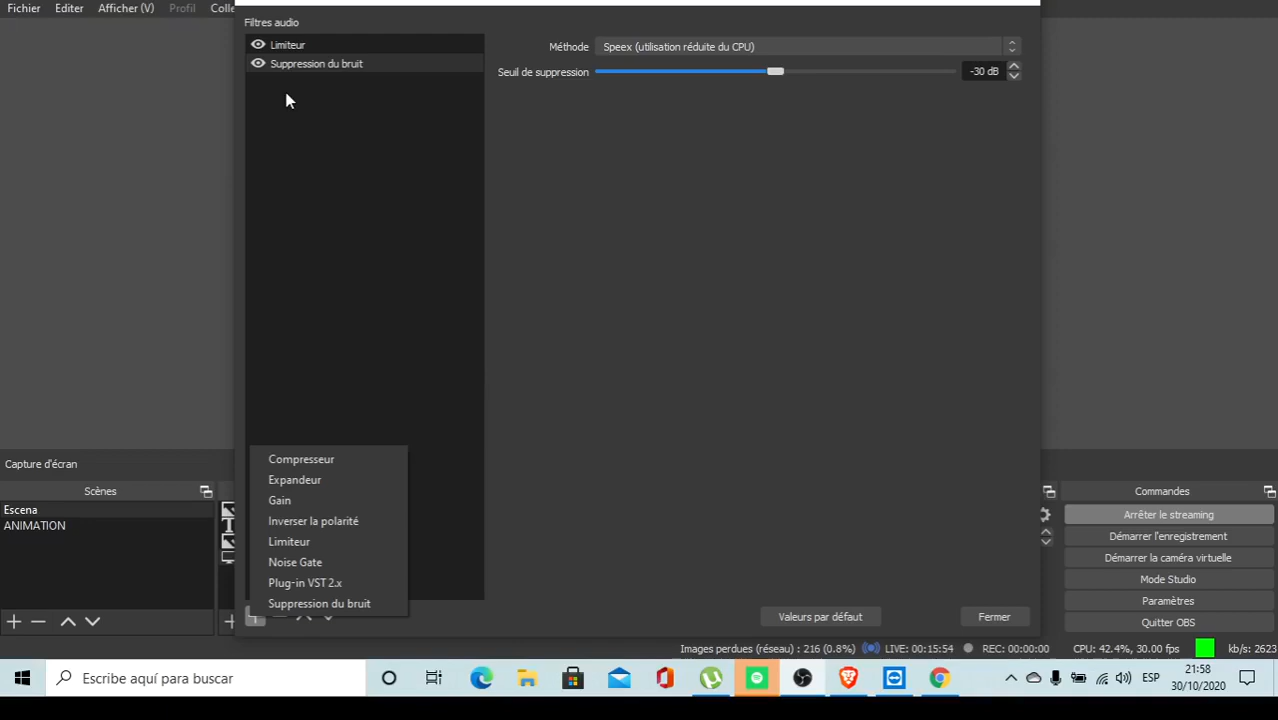 Fichier Editer Afficher (V) Profil Colle
Filtres audio
Limiteur
Suppression du bruit
Méthode Speex (utilisation réduite du CPU)
Seuil de suppression -30 dB
Compresseur
Expandeur
Gain
Inverser la polarité
Limiteur
Noise Gate
Plug-in VST 2.x
Suppression du bruit
Valeurs par défaut Fermer
Capture d'écran
Scènes
Escena
ANIMATION
Commandes
Arrêter le streaming
Démarrer l'enregistrement
Démarrer la caméra virtuelle
Mode Studio
Paramètres
Quitter OBS
Images perdues (réseau) : 216 (0.8%) LIVE: 00:15:54 REC: 00:00:00 CPU: 42.4%, 30.00 fps kb/s: 2623
Escribe aquí para buscar
ESP
21:58
30/10/2020